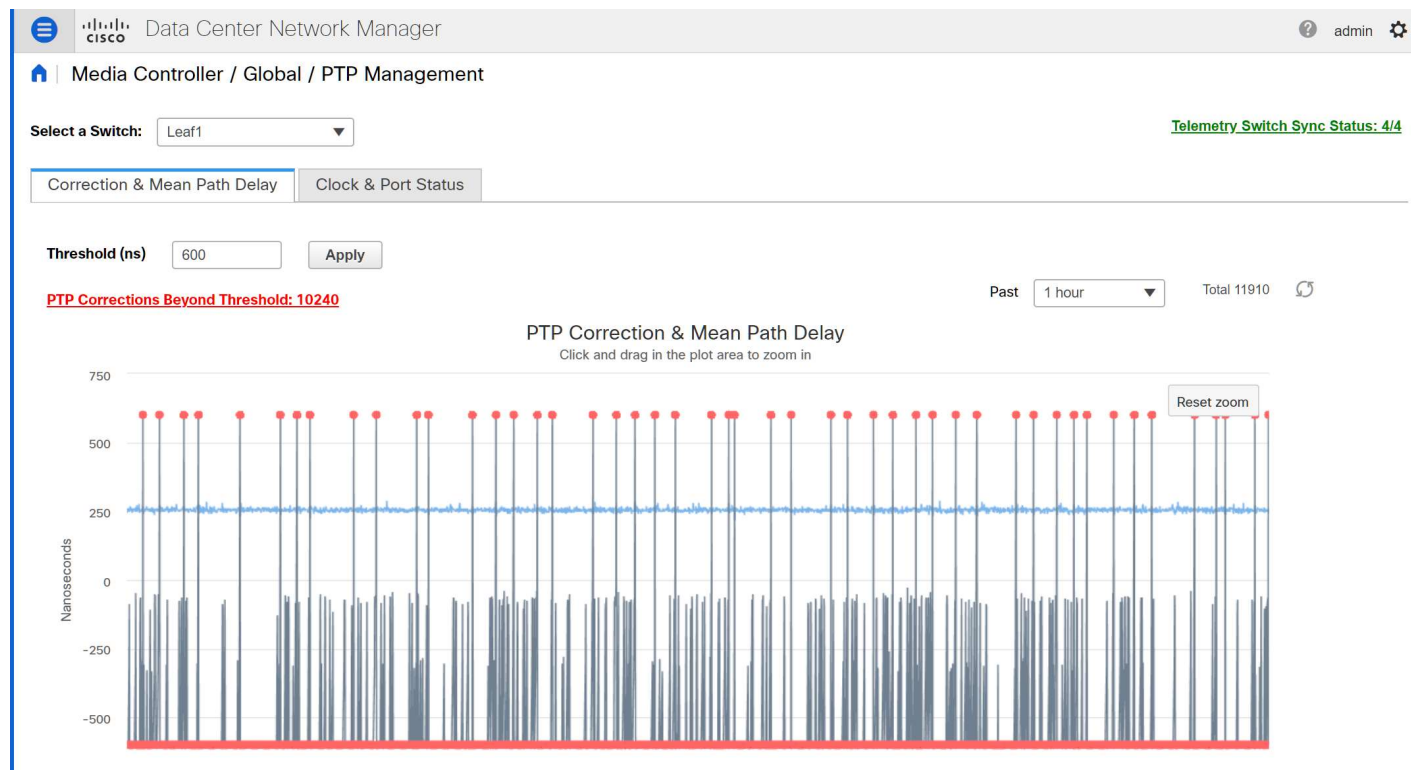 CISCO Data Center Network Manager ? admin
Media Controller / Global / PTP Management
Select a Switch: Leaf1 Telemetry Switch Sync Status: 4/4
Correction & Mean Path Delay Clock & Port Status
Threshold (ns) 600 Apply
PTP Corrections Beyond Threshold: 10240 Past 1 hour Total 11910
PTP Correction & Mean Path Delay
Click and drag in the plot area to zoom in
750
Reset zoom
500
250
Nanoseconds
0
-250
-500